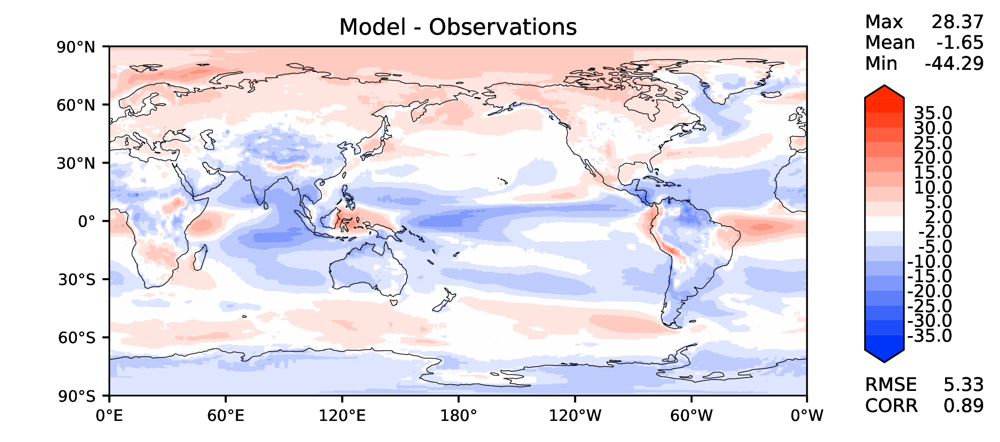 Model - Observations
Max 28.37
Mean -1.65
Min -44.29
90°N
60°N
30°N
0°
30°S
60°S
90°S
0°E 60°E 120°E 180° 120°W 60°W 0°W
35.0
30.0
25.0
20.0
15.0
10.0
5.0
2.0
-2.0
-5.0
-10.0
-15.0
-20.0
-25.0
-30.0
-35.0
RMSE 5.33
CORR 0.89